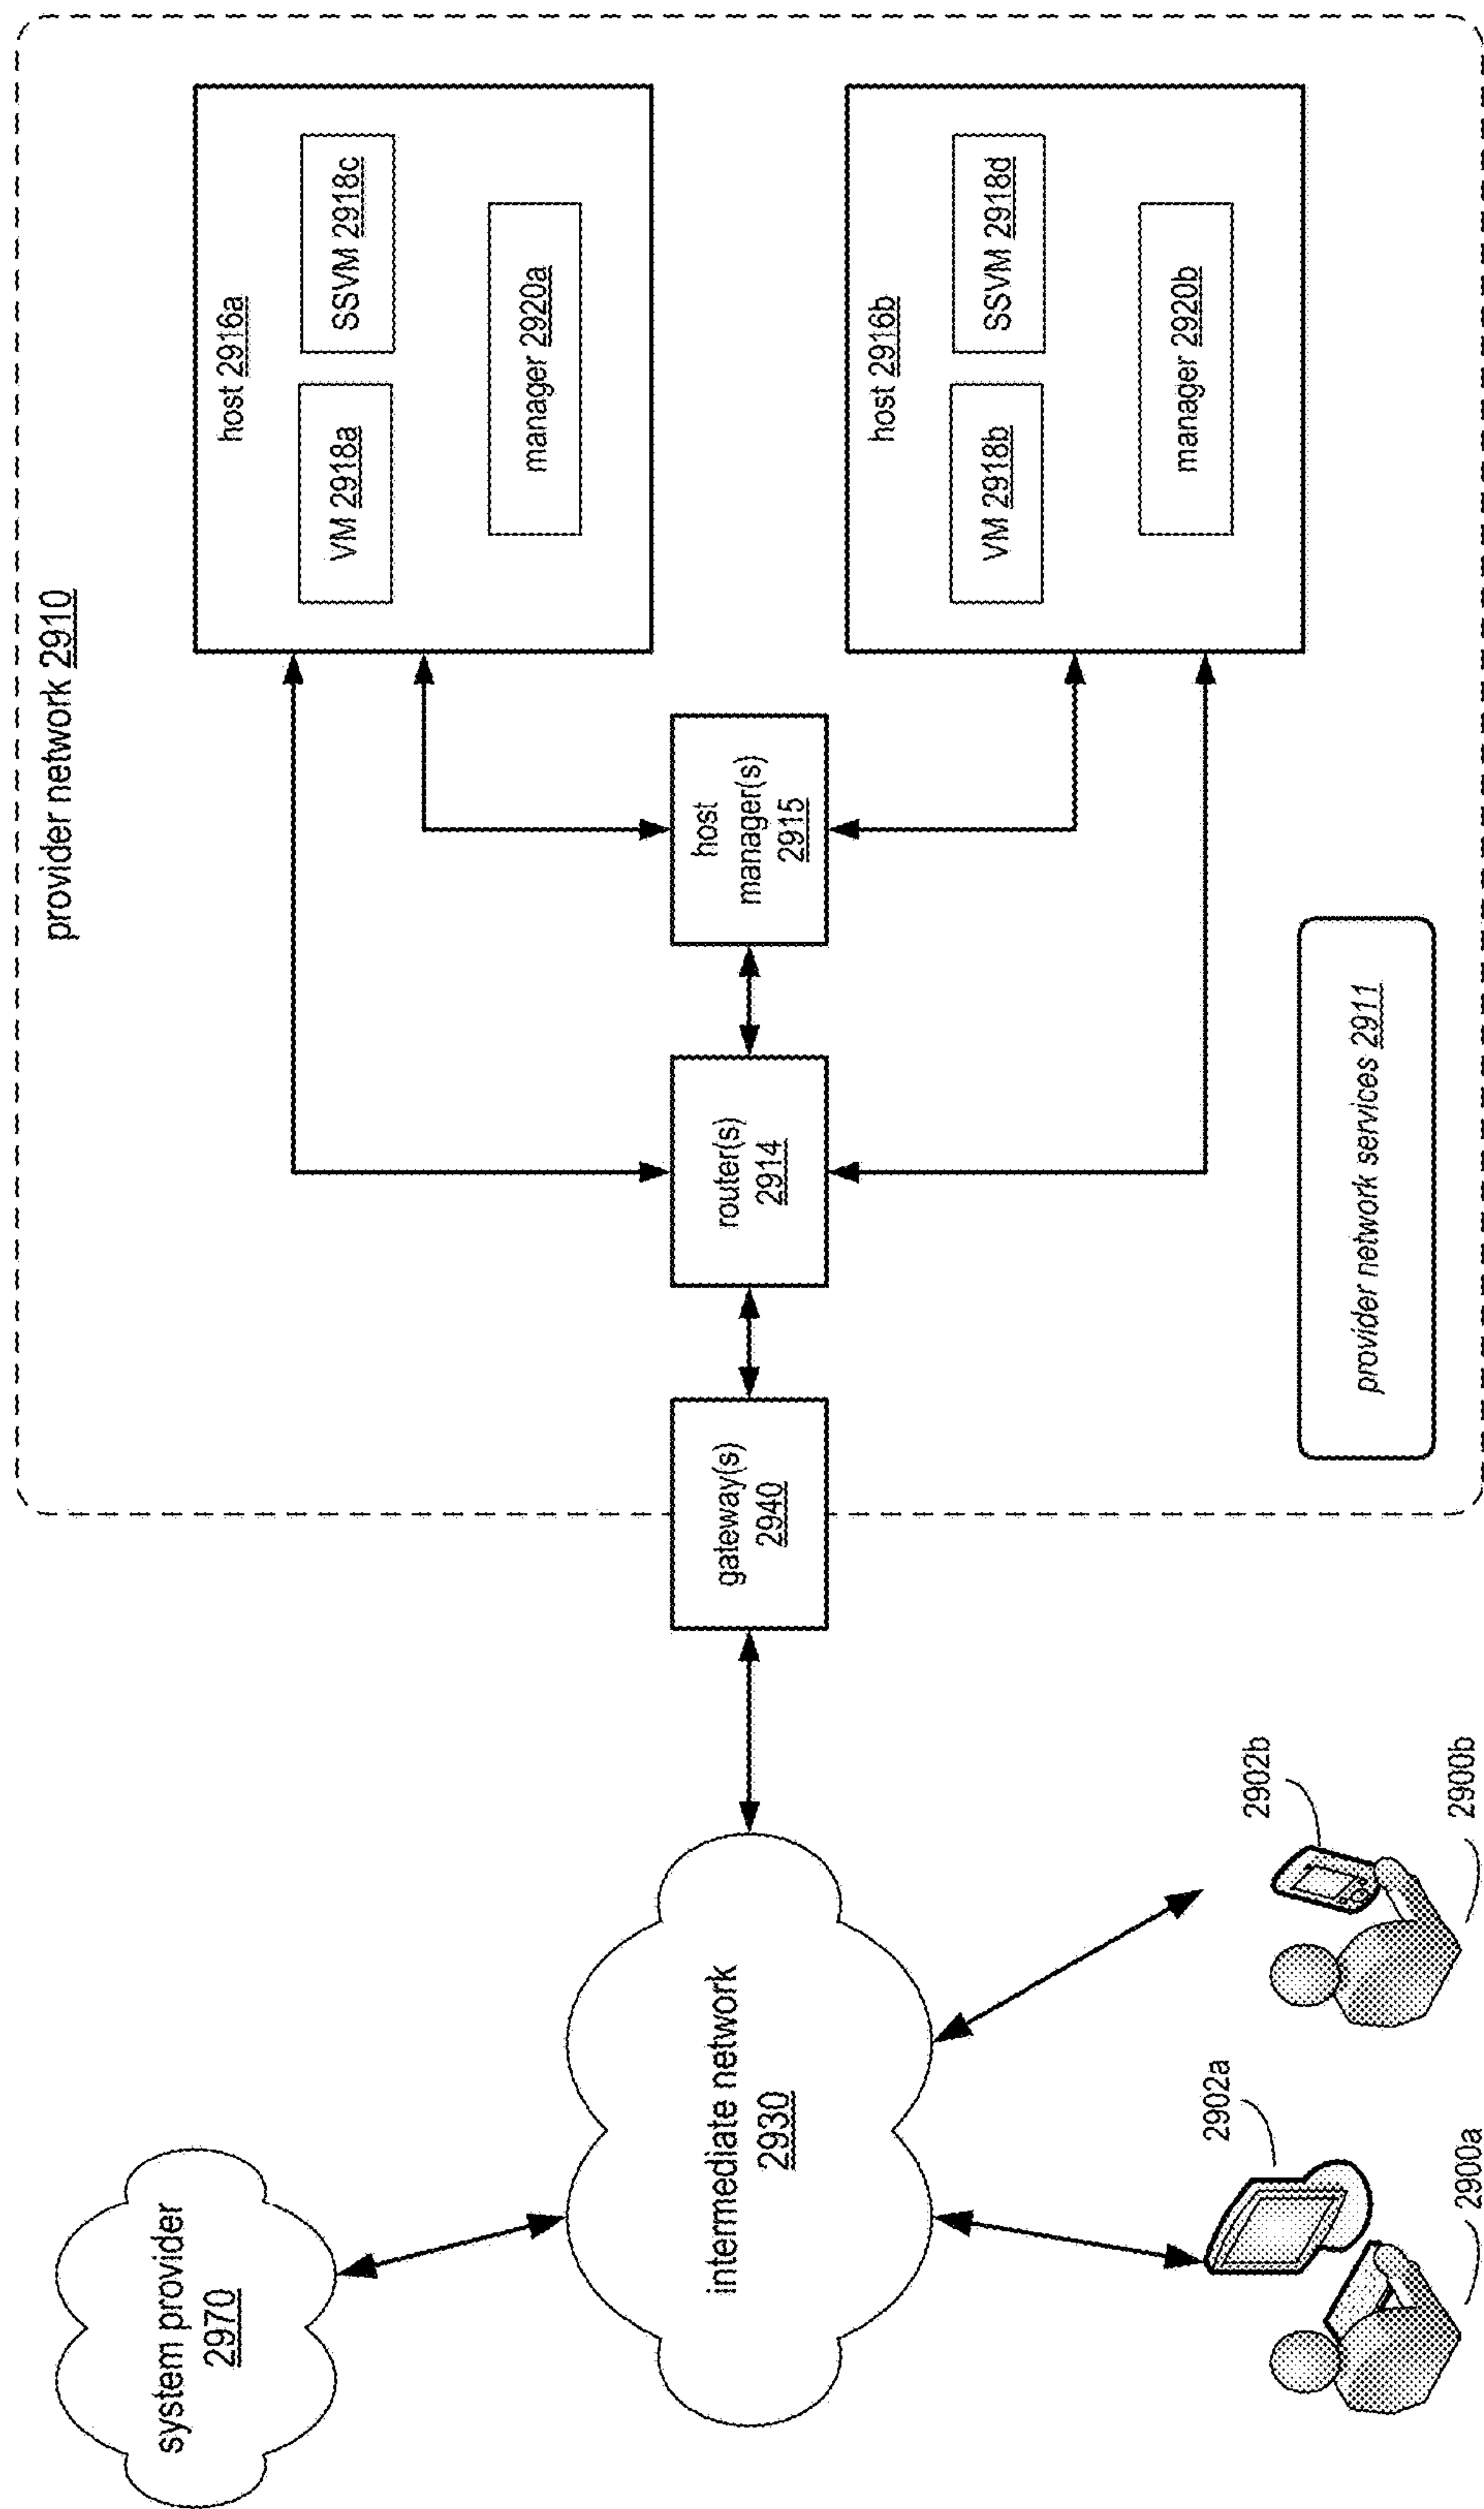 provider network 2910
host 2916a
VM 2918a
SSVM 2918c
manager 2920a
system provider
2970
intermediate network
2930
gateway(s)
2940
router(s)
2914
host
manager(s)
2915
host 2916b
VM 2918b
SSVM 2918d
manager 2920b
provider network services 2911
2902a
2900a
2902b
2900b